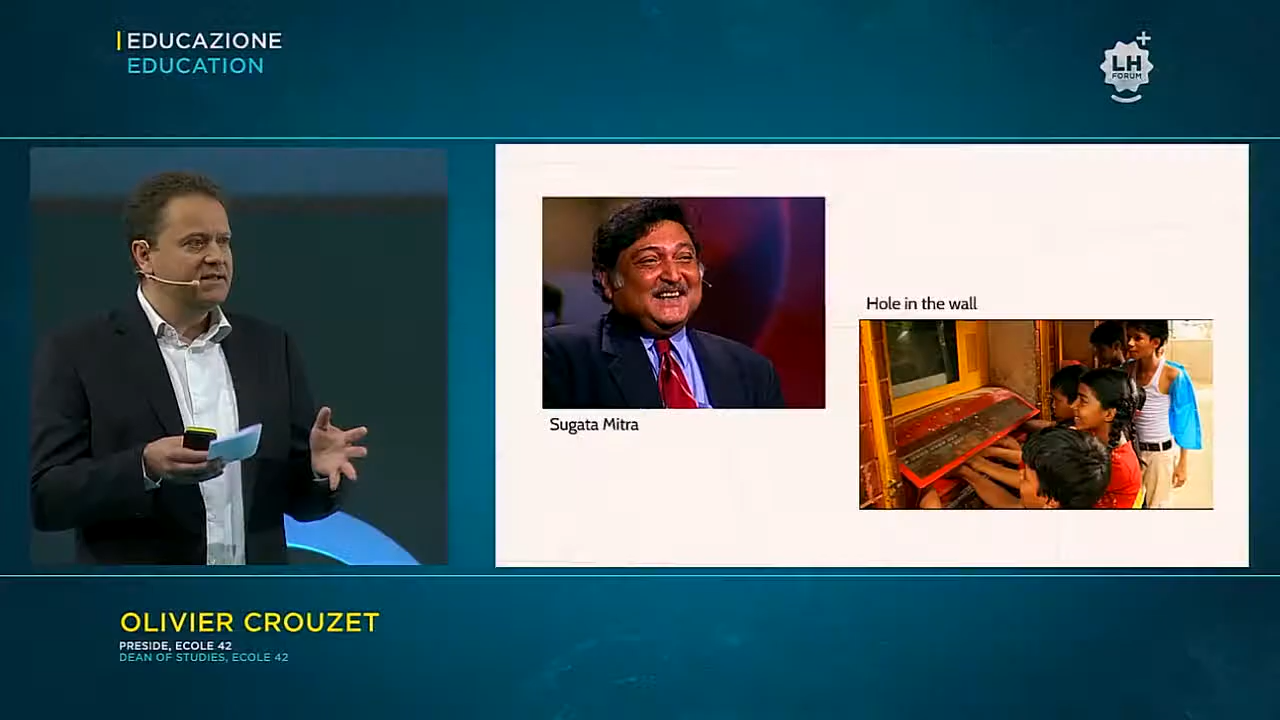 EDUCAZIONE
EDUCATION
LH
FORUM
Hole in the wall
Sugata Mitra
OLIVIER CROUZET
PRESIDE, ECOLE 42
DEAN OF STUDIES, ECOLE 42